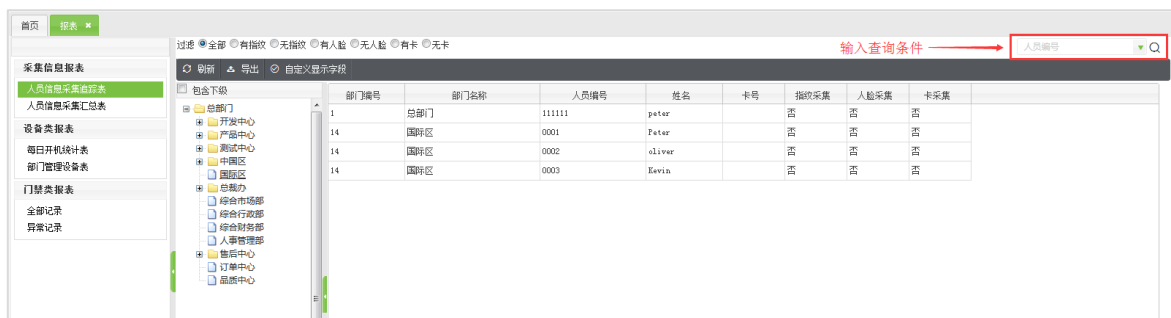 首页 报表 ×
过滤 全部 有指纹 无指纹 有人脸 无人脸 有卡 无卡
输入查询条件
人员编号
采集信息报表
人员信息采集追踪表
人员信息采集汇总表
设备类报表
每日开机统计表
部门管理设备表
门禁类报表
全部记录
异常记录
刷新 导出 自定义显示字段
包含下级
总部门
开发中心
产品中心
测试中心
中国区
国际区
总裁办
综合市场部
综合行政部
综合财务部
人事管理部
售后中心
订单中心
品质中心
部门编号 部门名称 人员编号 姓名 卡号 指纹采集 人脸采集 卡采集
1 总部门 111111 peter 否 否 否
14 国际区 0001 Peter 否 否 否
14 国际区 0002 oliver 否 否 否
14 国际区 0003 Kevin 否 否 否